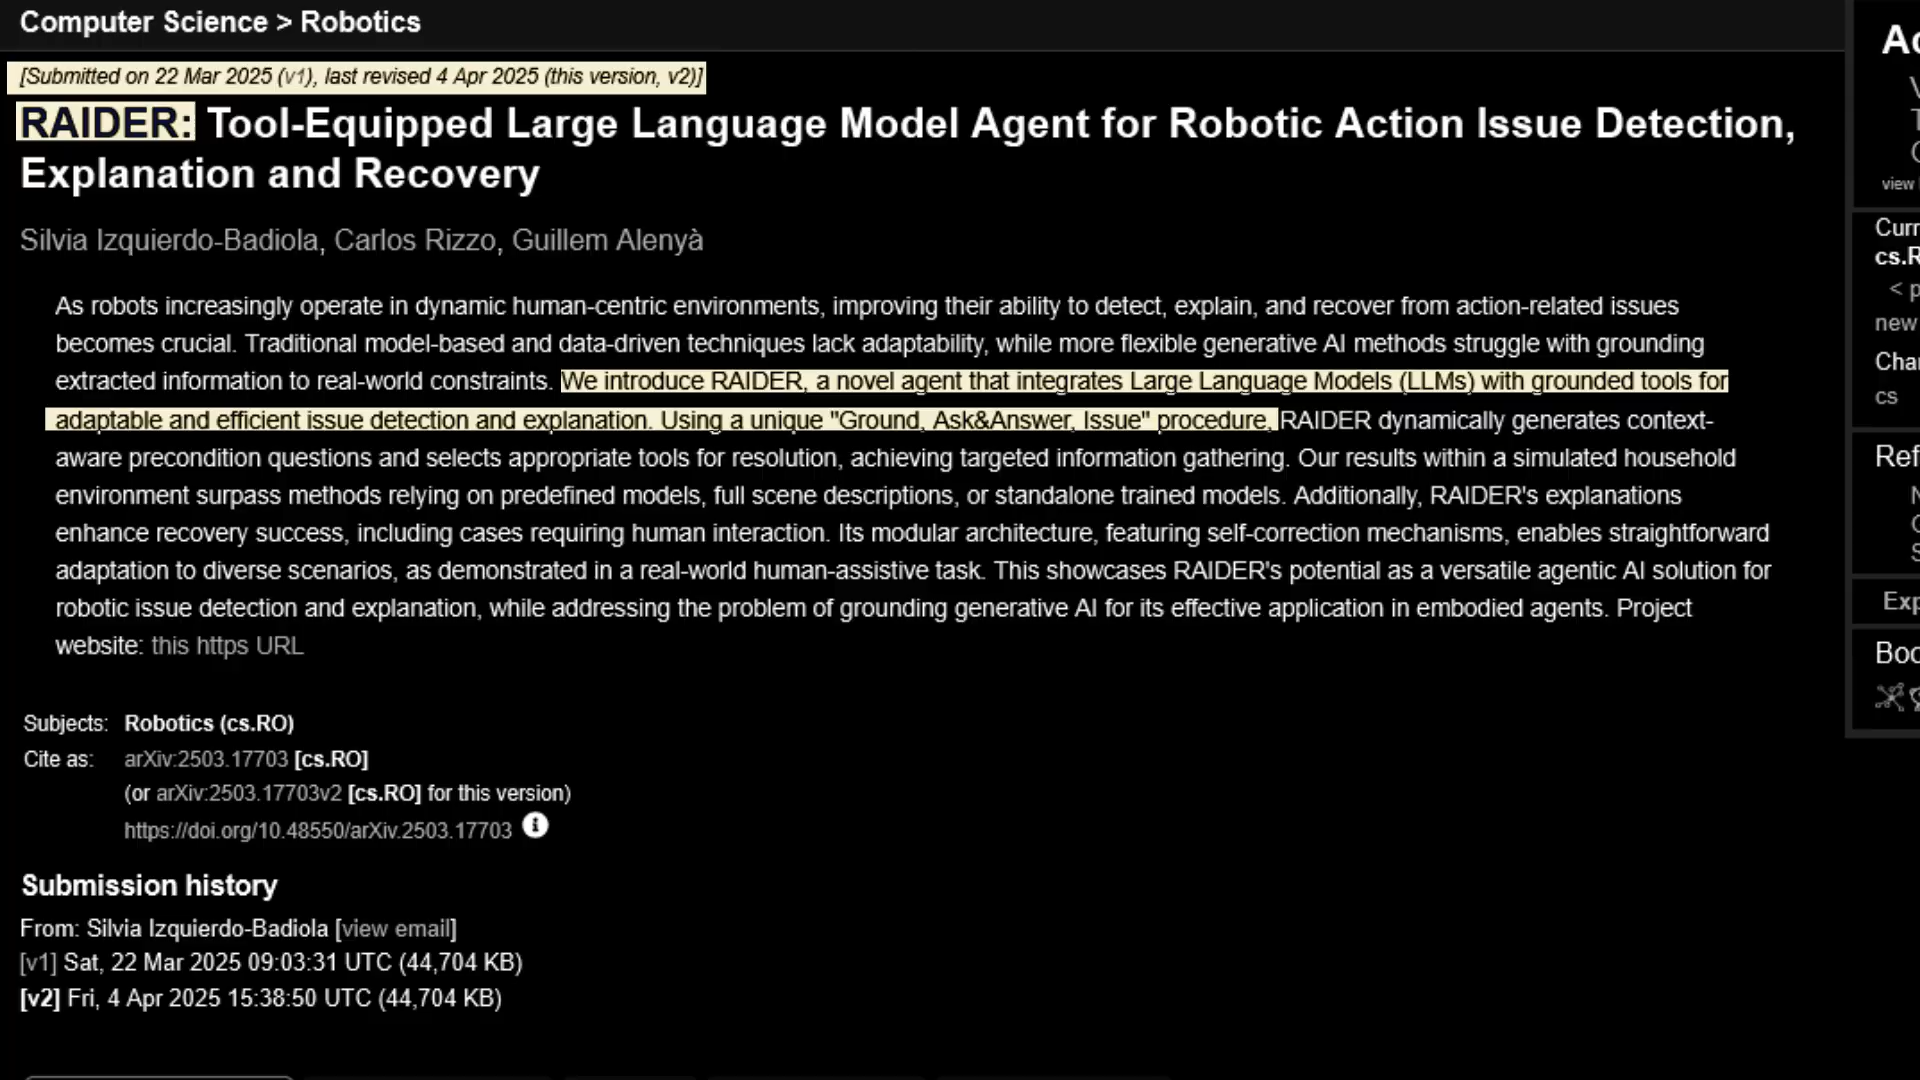 Computer Science > Robotics
[Submitted on 22 Mar 2025 (v1), last revised 4 Apr 2025 (this version, v2)]
RAIDER: Tool-Equipped Large Language Model Agent for Robotic Action Issue Detection,
Explanation and Recovery
Silvia Izquierdo-Badiola, Carlos Rizzo, Guillem Alenyà
As robots increasingly operate in dynamic human-centric environments, improving their ability to detect, explain, and recover from action-related issues
becomes crucial. Traditional model-based and data-driven techniques lack adaptability, while more flexible generative AI methods struggle with grounding
extracted information to real-world constraints. We introduce RAIDER, a novel agent that integrates Large Language Models (LLMs) with grounded tools for
adaptable and efficient issue detection and explanation. Using a unique "Ground, Ask&Answer, Issue" procedure, RAIDER dynamically generates context-
aware precondition questions and selects appropriate tools for resolution, achieving targeted information gathering. Our results within a simulated household
environment surpass methods relying on predefined models, full scene descriptions, or standalone trained models. Additionally, RAIDER's explanations
enhance recovery success, including cases requiring human interaction. Its modular architecture, featuring self-correction mechanisms, enables straightforward
adaptation to diverse scenarios, as demonstrated in a real-world human-assistive task. This showcases RAIDER's potential as a versatile agentic AI solution for
robotic issue detection and explanation, while addressing the problem of grounding generative AI for its effective application in embodied agents. Project
website: this https URL
Subjects: Robotics (cs.RO)
Cite as: arXiv:2503.17703 [cs.RO]
(or arXiv:2503.17703v2 [cs.RO] for this version)
https://doi.org/10.48550/arXiv.2503.17703
Submission history
From: Silvia Izquierdo-Badiola [view email]
[v1] Sat, 22 Mar 2025 09:03:31 UTC (44,704 KB)
[v2] Fri, 4 Apr 2025 15:38:50 UTC (44,704 KB)
view
cs.R
< p
new
cs